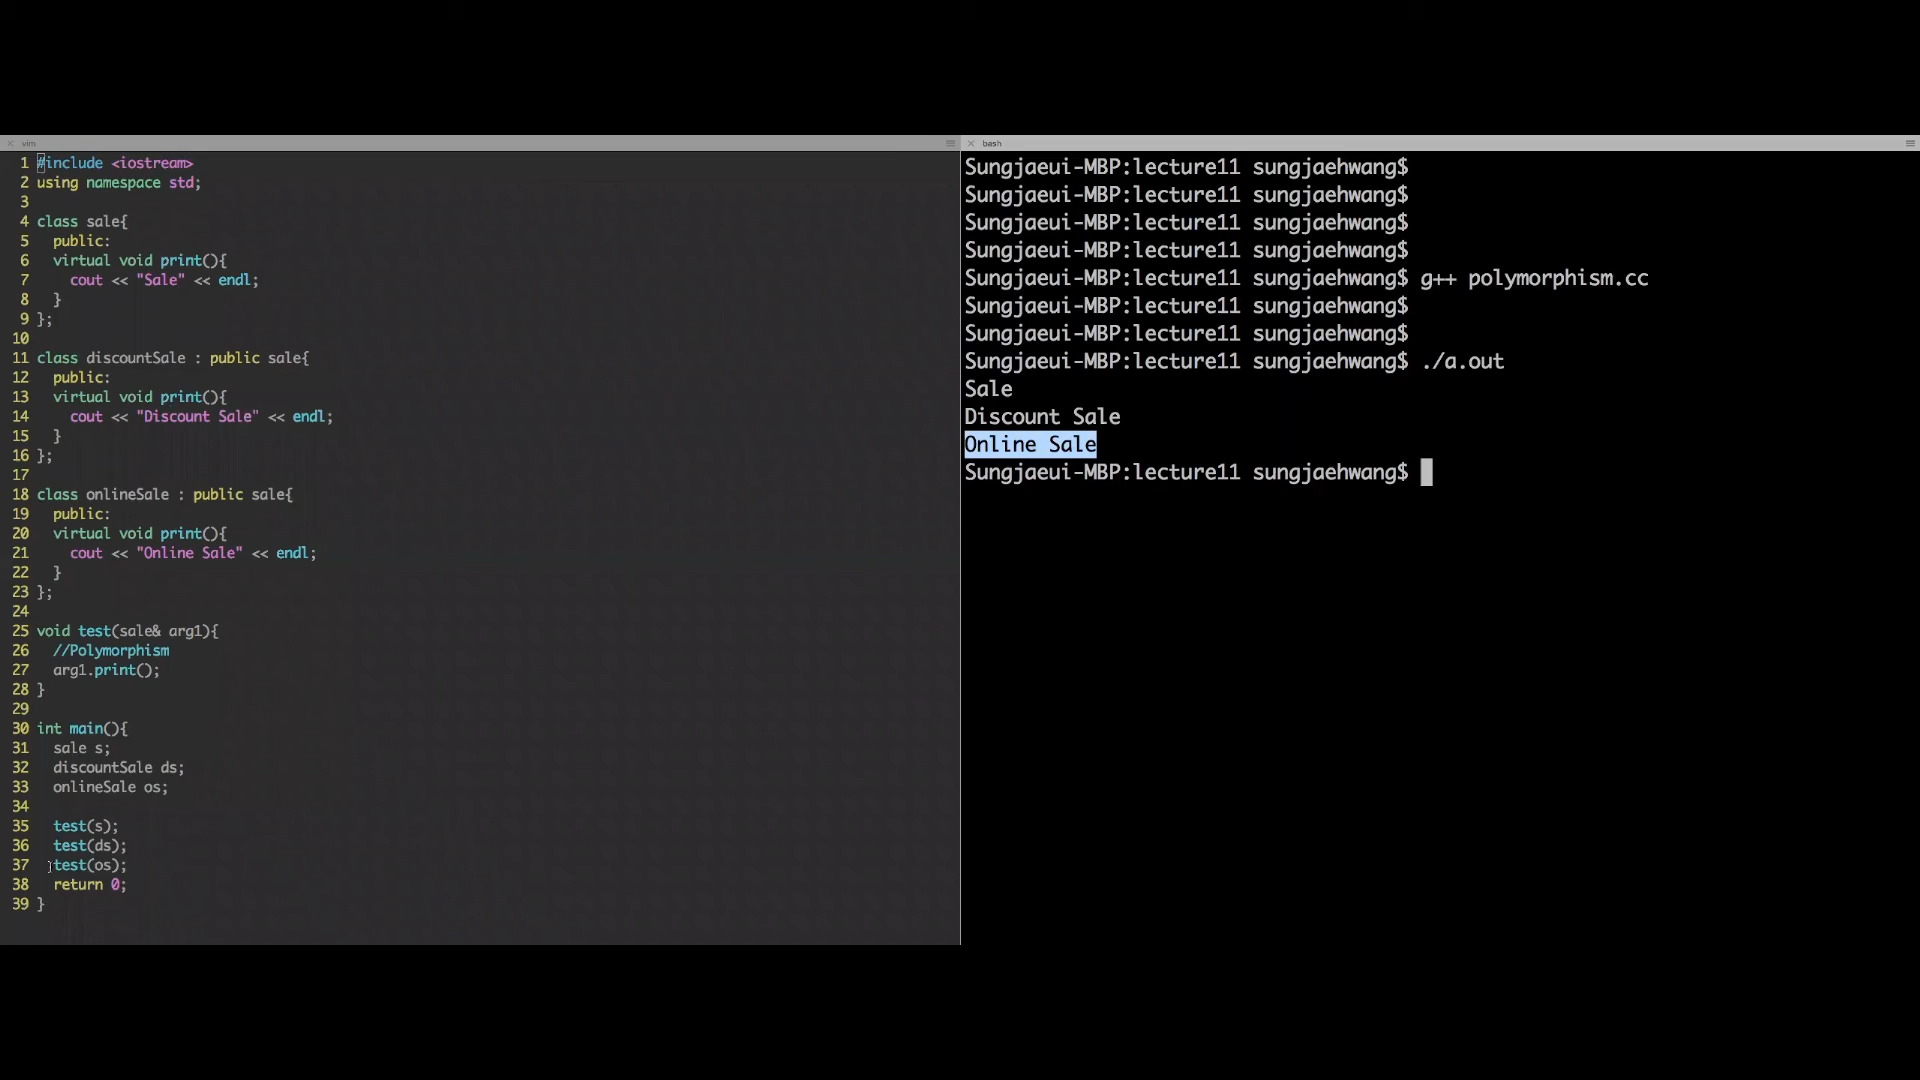 vim
1 #include <iostream>
2 using namespace std;
3
4 class sale{
5   public:
6   virtual void print(){
7     cout << "Sale" << endl;
8   }
9 };
10
11 class discountSale : public sale{
12   public:
13   virtual void print(){
14     cout << "Discount Sale" << endl;
15   }
16 };
17
18 class onlineSale : public sale{
19   public:
20   virtual void print(){
21     cout << "Online Sale" << endl;
22   }
23 };
24
25 void test(sale& arg1){
26   //Polymorphism
27   arg1.print();
28 }
29
30 int main(){
31   sale s;
32   discountSale ds;
33   onlineSale os;
34
35   test(s);
36   test(ds);
37   test(os);
38   return 0;
39 }
bash
Sungjaeui-MBP:lecture11 sungjaehwang$
Sungjaeui-MBP:lecture11 sungjaehwang$
Sungjaeui-MBP:lecture11 sungjaehwang$
Sungjaeui-MBP:lecture11 sungjaehwang$
Sungjaeui-MBP:lecture11 sungjaehwang$ g++ polymorphism.cc
Sungjaeui-MBP:lecture11 sungjaehwang$
Sungjaeui-MBP:lecture11 sungjaehwang$
Sungjaeui-MBP:lecture11 sungjaehwang$ ./a.out
Sale
Discount Sale
Online Sale
Sungjaeui-MBP:lecture11 sungjaehwang$